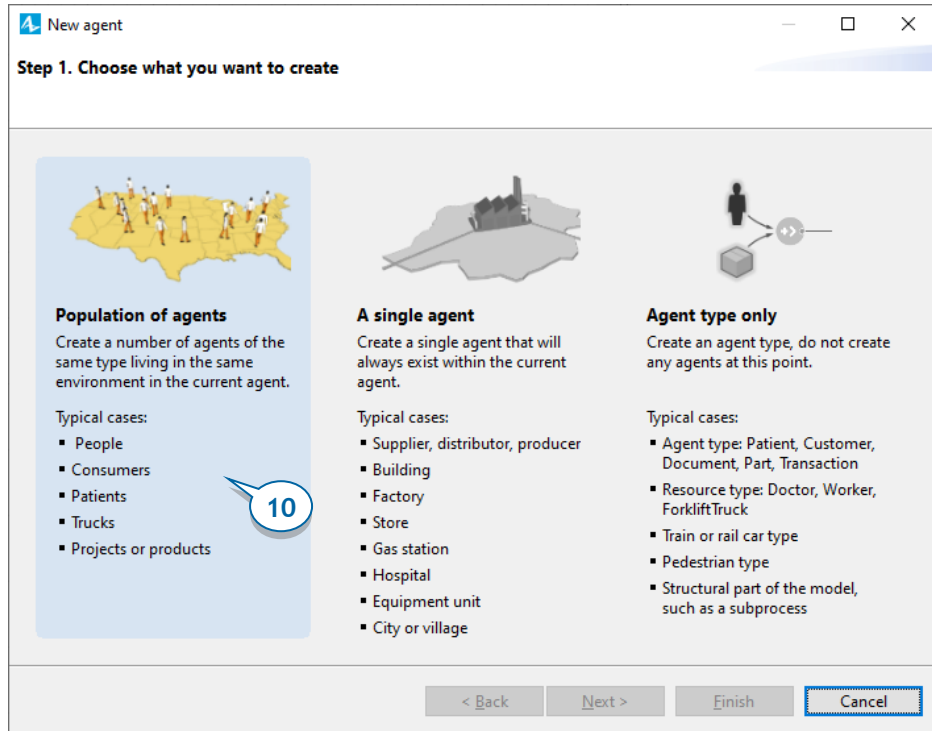 New agent
Step 1. Choose what you want to create
Population of agents
Create a number of agents of the
same type living in the same
environment in the current agent.
Typical cases:
▪ People
▪ Consumers
▪ Patients
▪ Trucks
▪ Projects or products
10
A single agent
Create a single agent that will
always exist within the current
agent.
Typical cases:
▪ Supplier, distributor, producer
▪ Building
▪ Factory
▪ Store
▪ Gas station
▪ Hospital
▪ Equipment unit
▪ City or village
Agent type only
Create an agent type, do not create
any agents at this point.
Typical cases:
▪ Agent type: Patient, Customer,
Document, Part, Transaction
▪ Resource type: Doctor, Worker,
ForkliftTruck
▪ Train or rail car type
▪ Pedestrian type
▪ Structural part of the model,
such as a subprocess
< Back
Next >
Finish
Cancel